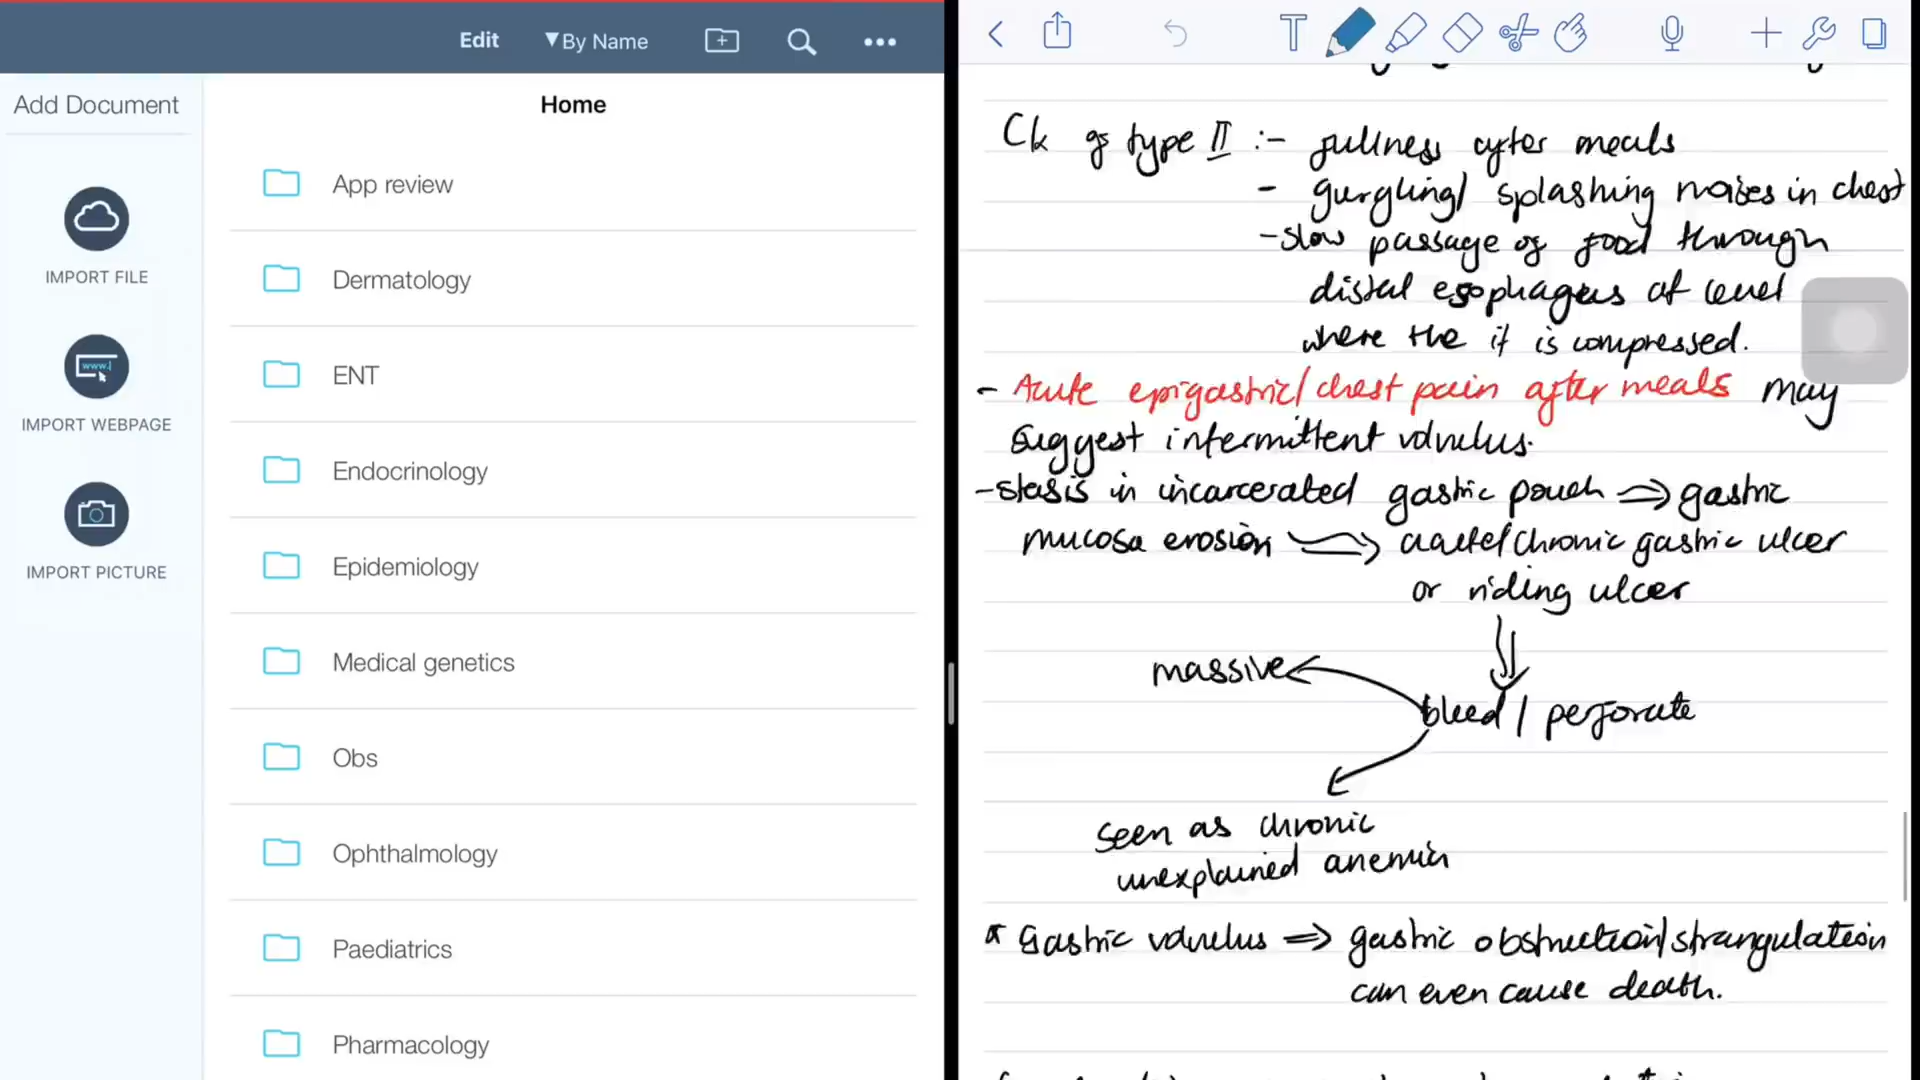 Edit
▼By Name
Add Document
Home
IMPORT FILE
IMPORT WEBPAGE
www.
IMPORT PICTURE
App review
Dermatology
ENT
Endocrinology
Epidemiology
Medical genetics
Obs
Ophthalmology
Paediatrics
Pharmacology
T
of type II :- fullness after meals
- gurgling/ splashing noises in chest
- slow passage of food through
distal esophagus at level
where the it is compressed.
- Acute epigastric/chest pain after meals may
suggest intermittent volvulus.
- stasis in incarcerated gastric pouch ⇒ gastric
mucosa erosion ⇒ acute/chronic gastric ulcer
or riding ulcer
massive
bleed / perforate
seen as chronic
unexplained anemia
* Gastric volvulus ⇒ gastric obstruction/strangulation
can even cause death.